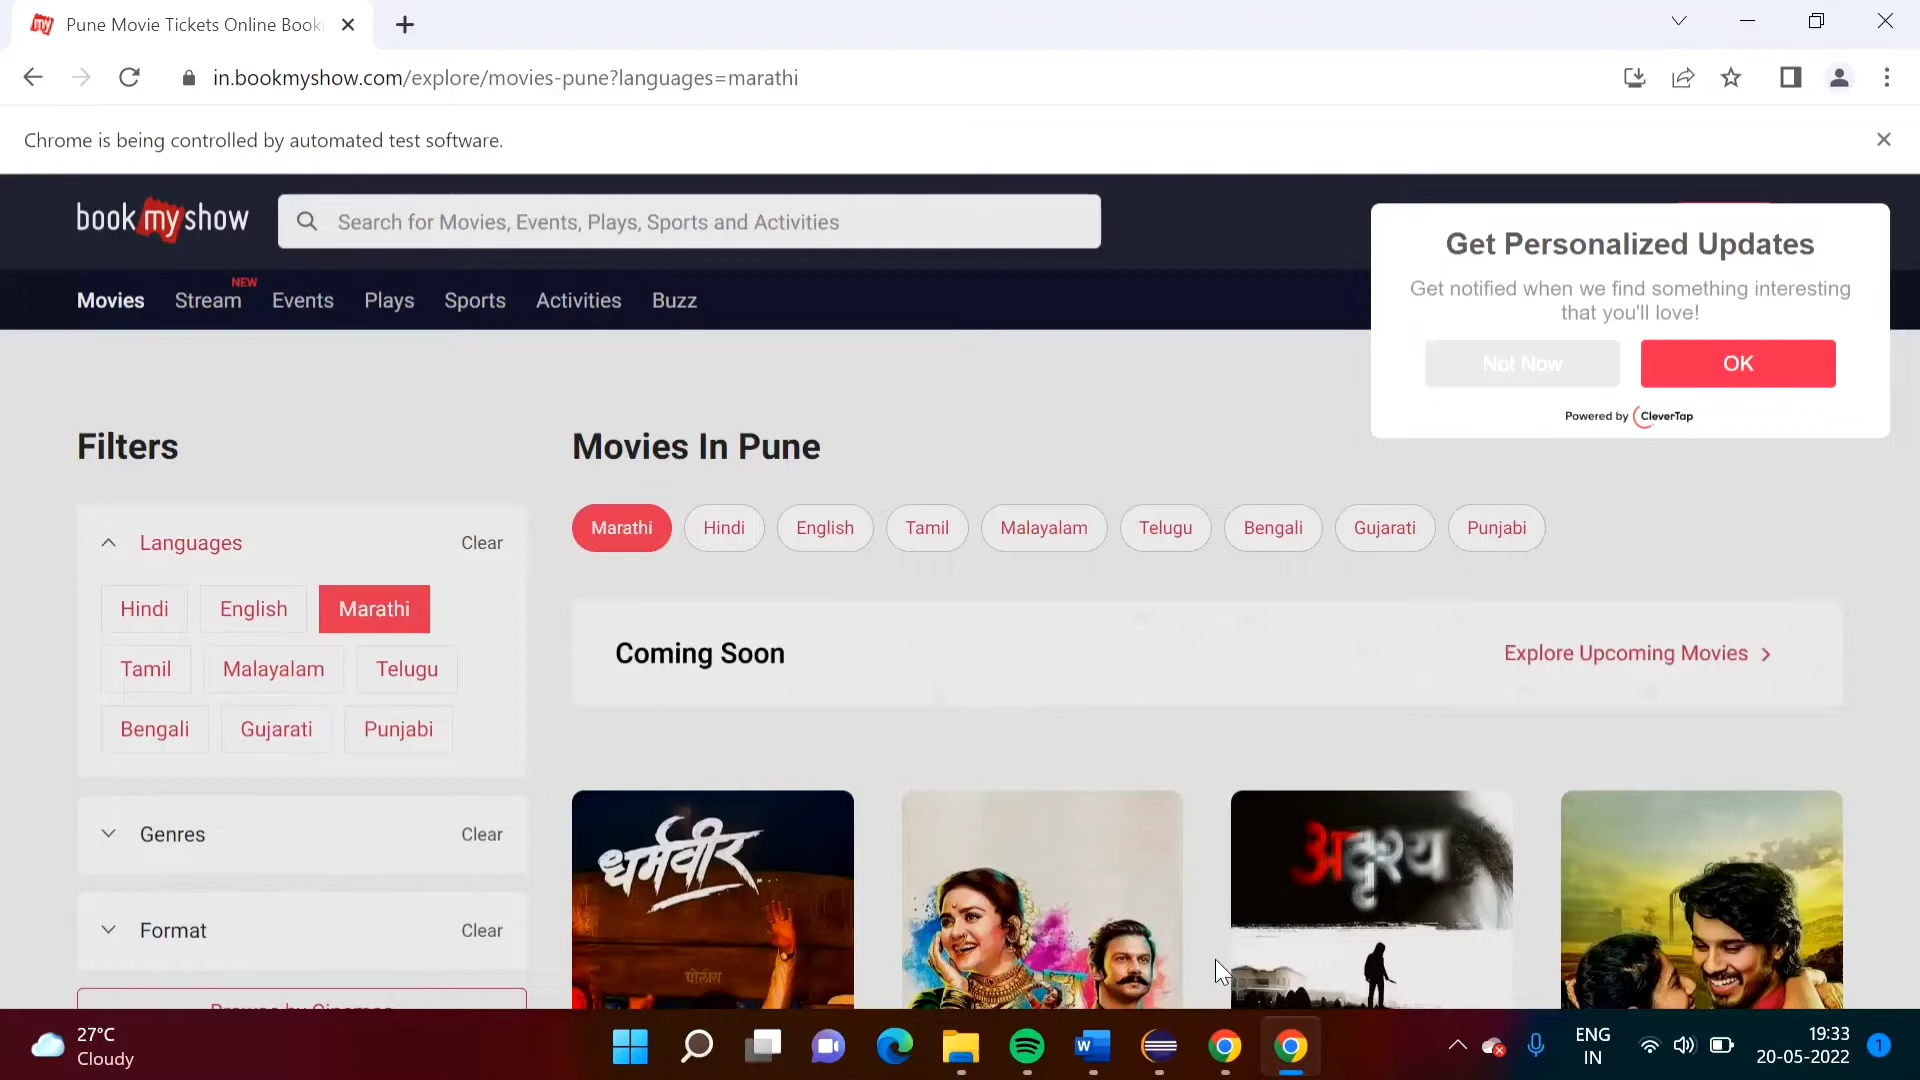 my Pune Movie Tickets Online Booki
in.bookmyshow.com/explore/movies-pune?languages=marathi
Chrome is being controlled by automated test software.
book my show
Search for Movies, Events, Plays, Sports and Activities
Get Personalized Updates
Get notified when we find something interesting
that you'll love!
Not Now
OK
Powered by CleverTap
NEW
Movies Stream Events Plays Sports Activities Buzz
Filters
Languages Clear
Hindi English Marathi
Tamil Malayalam Telugu
Bengali Gujarati Punjabi
Genres Clear
Format Clear
Browse by Cinemas
Movies In Pune
Marathi Hindi English Tamil Malayalam Telugu Bengali Gujarati Punjabi
Coming Soon
Explore Upcoming Movies
धर्मवीर
पोलीस
अदृश्य
27°C
Cloudy
W
ENG
IN
19:33
20-05-2022
1